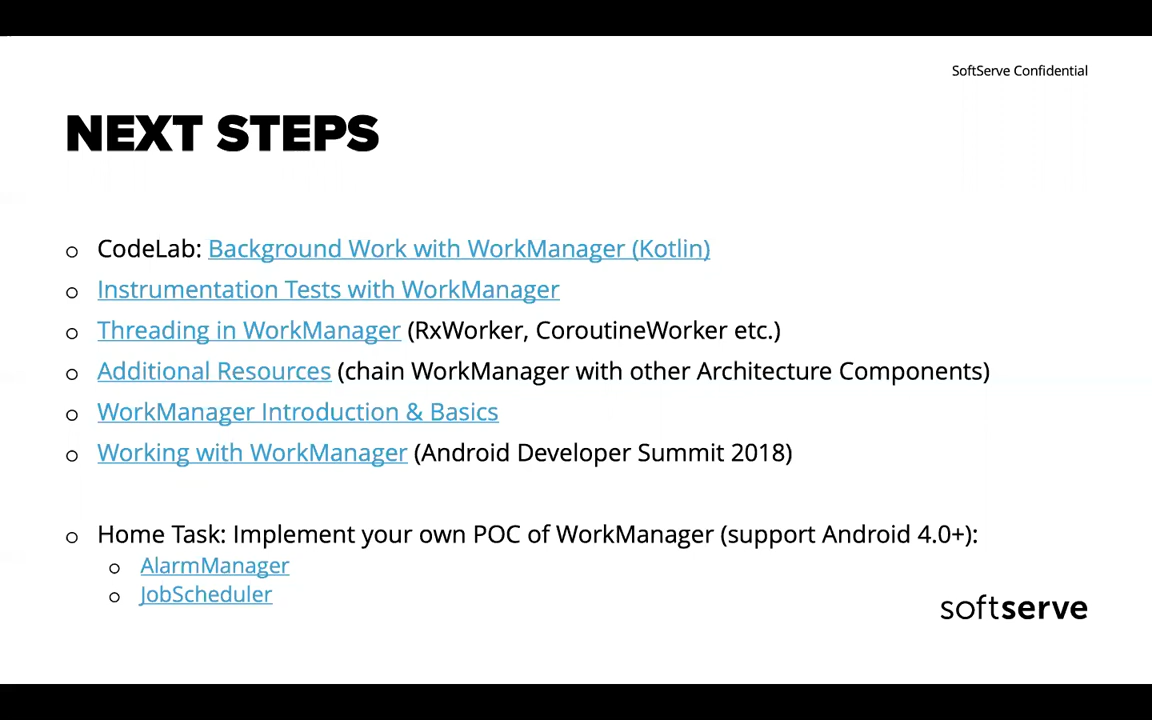 SoftServe Confidential
NEXT STEPS
CodeLab: Background Work with WorkManager (Kotlin)
Instrumentation Tests with WorkManager
Threading in WorkManager (RxWorker, CoroutineWorker etc.)
Additional Resources (chain WorkManager with other Architecture Components)
WorkManager Introduction & Basics
Working with WorkManager (Android Developer Summit 2018)
Home Task: Implement your own POC of WorkManager (support Android 4.0+):
AlarmManager
JobScheduler
softserve